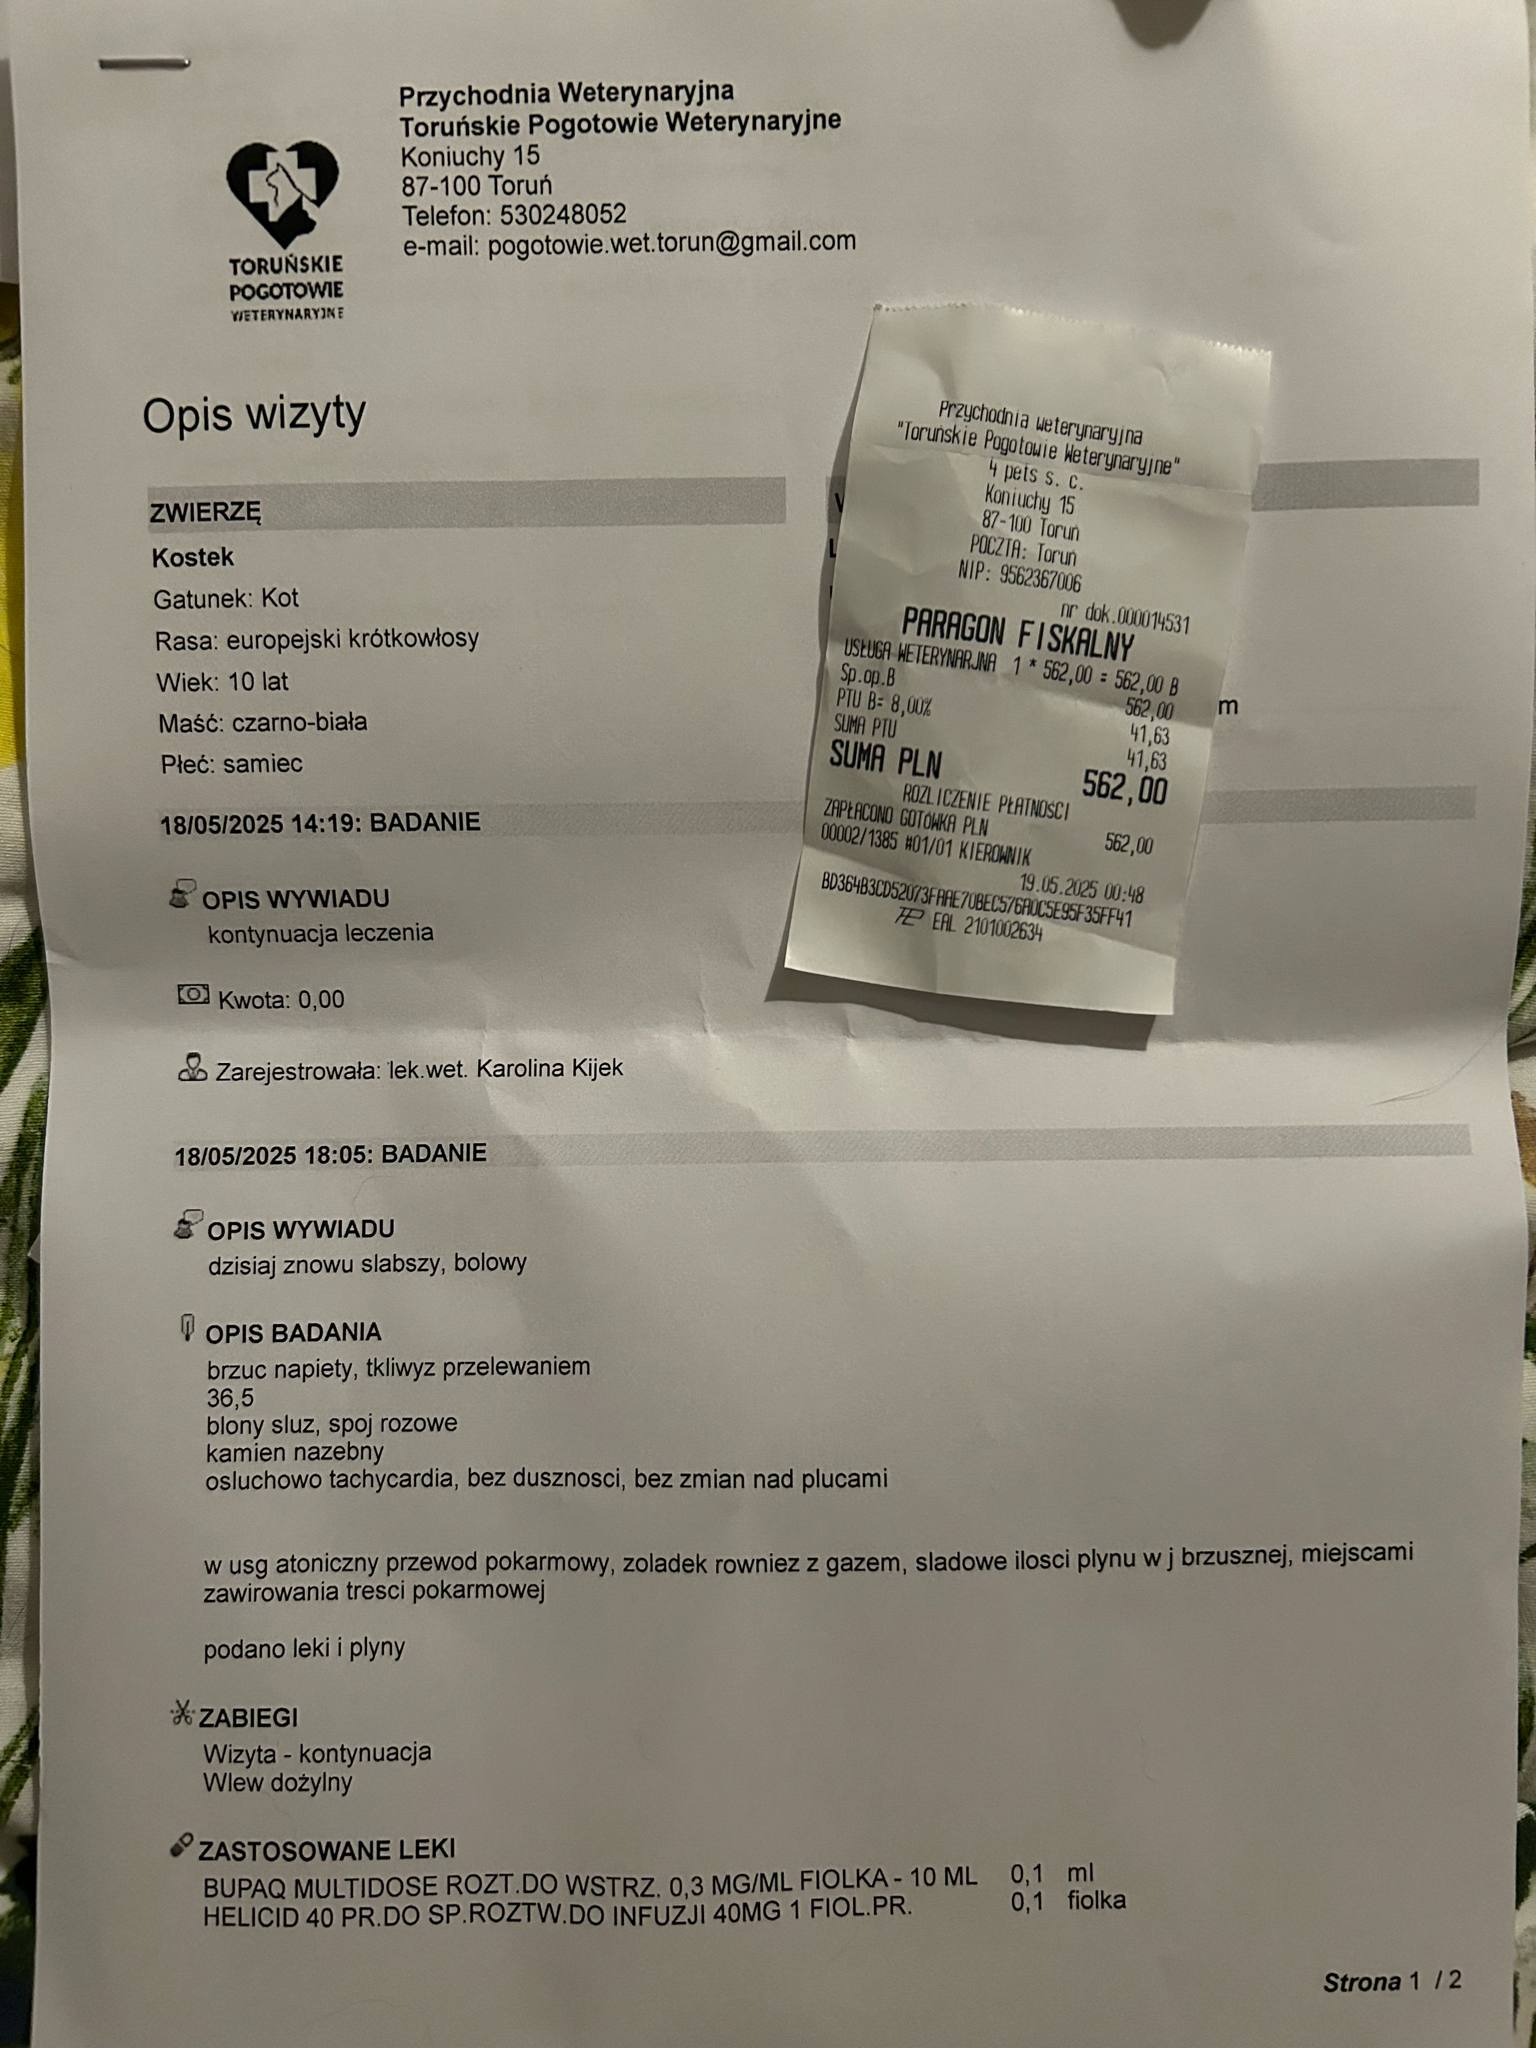 Przychodnia Weterynaryjna
Toruńskie Pogotowie Weterynaryjne
Koniuchy 15
87-100 Toruń
Telefon: 530248052
e-mail: pogotowie.wet.torun@gmail.com
TORUŃSKIE
POGOTOWIE
WETERYNARYJNE
Opis wizyty
ZWIERZĘ
Kostek
Gatunek: Kot
Rasa: europejski krótkowłosy
Wiek: 10 lat
Maść: czarno-biała
Płeć: samiec
Przychodnia weterynaryjna
"Toruńskie Pogotowie Weterynaryjne"
4 pets s. c.
Koniuchy 15
87-100 Toruń
POCZTA: Toruń
NIP: 9562367006
nr dok.000014531
PARAGON FISKALNY
USŁUGA WETERYNARJNA 1 * 562,00 = 562,00 B
Sp.op.B 562,00
PTU B= 8,00% 41,63
SUMA PTU 41,63
SUMA PLN 562,00
ROZLICZENIE PŁATNOŚCI
ZAPŁACONO GOTÓWKA PLN 562,00
00002/1385 #01/01 KIEROWNIK
19.05.2025 00:48
BD364B3CD52073FAAE70BEC576A0C5E95F35FF41
EAL 2101002634
m
18/05/2025 14:19: BADANIE
OPIS WYWIADU
kontynuacja leczenia
Kwota: 0,00
Zarejestrowała: lek.wet. Karolina Kijek
18/05/2025 18:05: BADANIE
OPIS WYWIADU
dzisiaj znowu slabszy, bolowy
OPIS BADANIA
brzuc napiety, tkliwyz przelewaniem
36,5
blony sluz, spoj rozowe
kamien nazebny
osluchowo tachycardia, bez dusznosci, bez zmian nad plucami
w usg atoniczny przewod pokarmowy, zoladek rowniez z gazem, sladowe ilosci plynu w j brzusznej, miejscami
zawirowania tresci pokarmowej
podano leki i plyny
ZABIEGI
Wizyta - kontynuacja
Wlew dożylny
ZASTOSOWANE LEKI
BUPAQ MULTIDOSE ROZT.DO WSTRZ. 0,3 MG/ML FIOLKA - 10 ML 0,1 ml
HELICID 40 PR.DO SP.ROZTW.DO INFUZJI 40MG 1 FIOL.PR. 0,1 fiolka
Strona 1 / 2